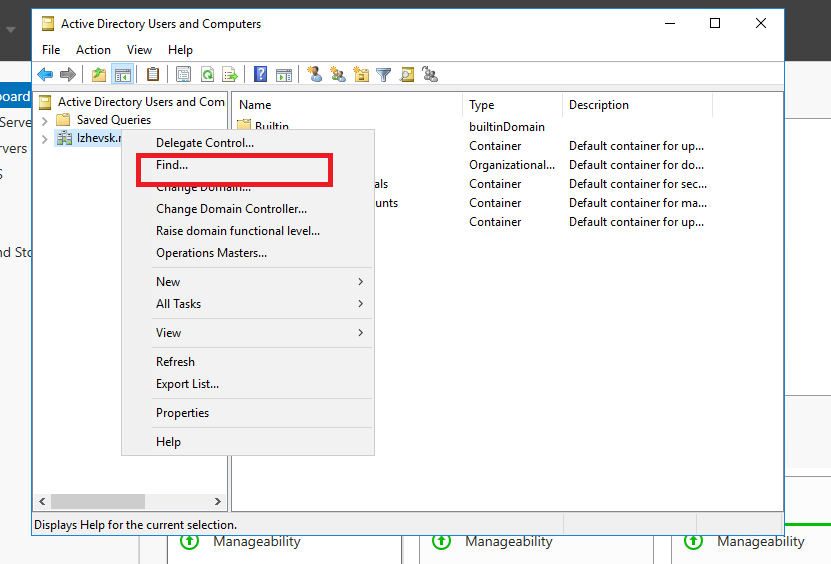 Active Directory Users and Computers
File Action View Help
board
Active Directory Users and Com
Name Type Description
Serve
Saved Queries
Builtin builtinDomain
ervers
Izhevsk.r
Delegate Control...
Container Default container for up...
S
Find...
Organizational... Default container for do...
Change Domain...
als Container Default container for sec...
Change Domain Controller...
unts Container Default container for ma...
Raise domain functional level...
Container Default container for up...
nd Sto
Operations Masters...
New
All Tasks
View
Refresh
Export List...
Properties
Help
Displays Help for the current selection.
Manageability Manageability Manageability